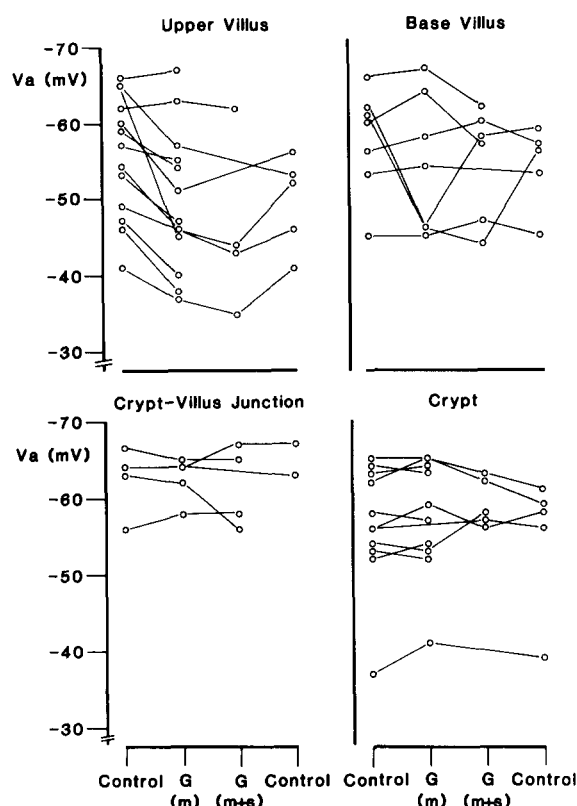 Upper Villus
Base Villus
-70
Va (mV)
-60
-50
-40
-30
Crypt-Villus Junction
Crypt
-70
Va (mV)
-60
-50
-40
-30
Control G G Control
(m) (m+s)
Control G G Control
(m) (m+s)